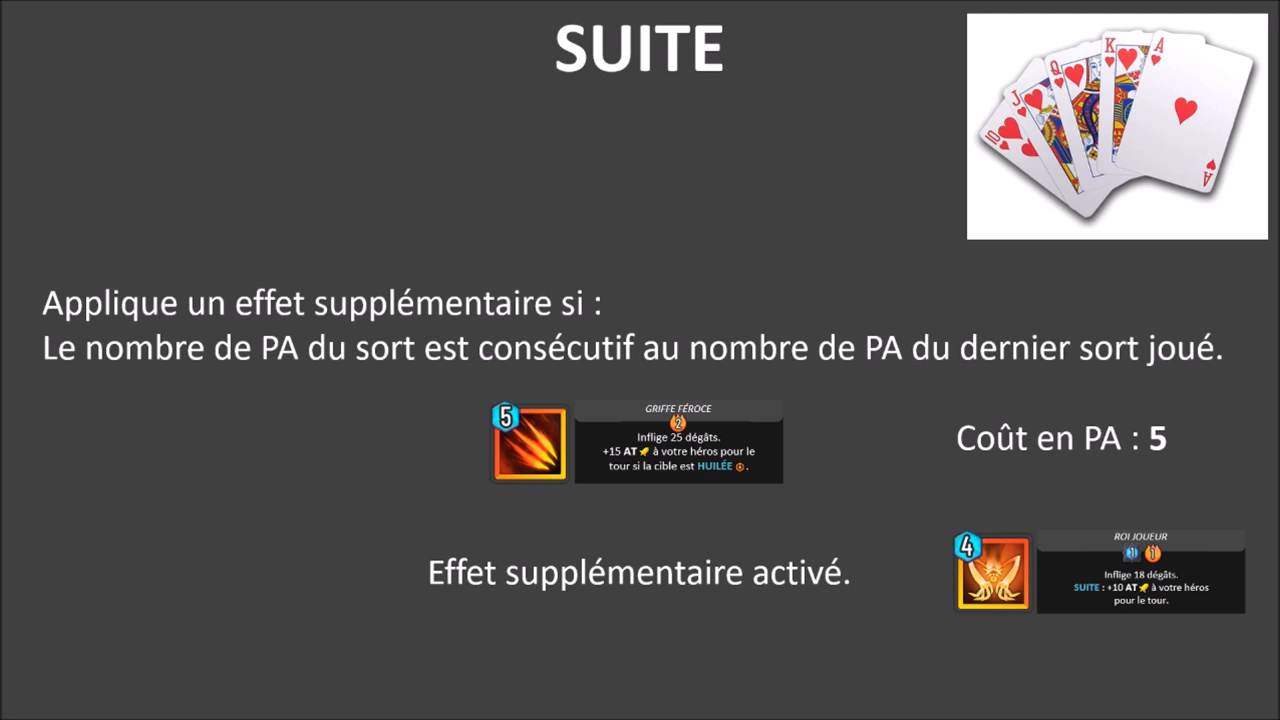 SUITE
10
J
Q
K
A
A
Applique un effet supplémentaire si :
Le nombre de PA du sort est consécutif au nombre de PA du dernier sort joué.
5
GRIFFE FÉROCE
2
Inflige 25 dégâts.
+15 AT à votre héros pour le
tour si la cible est HUILÉE .
Coût en PA : 5
Effet supplémentaire activé.
4
ROI JOUEUR
1 1
Inflige 18 dégâts.
SUITE : +10 AT à votre héros
pour le tour.